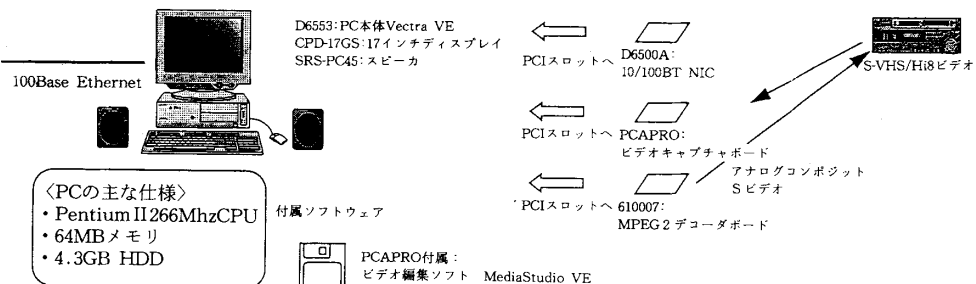 D6553：PC本体Vectra VE
CPD-17GS：17インチディスプレイ
SRS-PC45：スピーカ
100Base Ethernet
PCIスロットへ
D6500A：
10/100BT NIC
S-VHS/Hi8ビデオ
PCIスロットへ
PCAPRO：
ビデオキャプチャボード
アナログコンポジット
Sビデオ
PCIスロットへ
610007：
MPEG 2 デコーダボード
〈PCの主な仕様〉
・Pentium II 266MhzCPU
・64MBメモリ
・4.3GB HDD
付属ソフトウェア
PCAPRO付属：
ビデオ編集ソフト MediaStudio VE